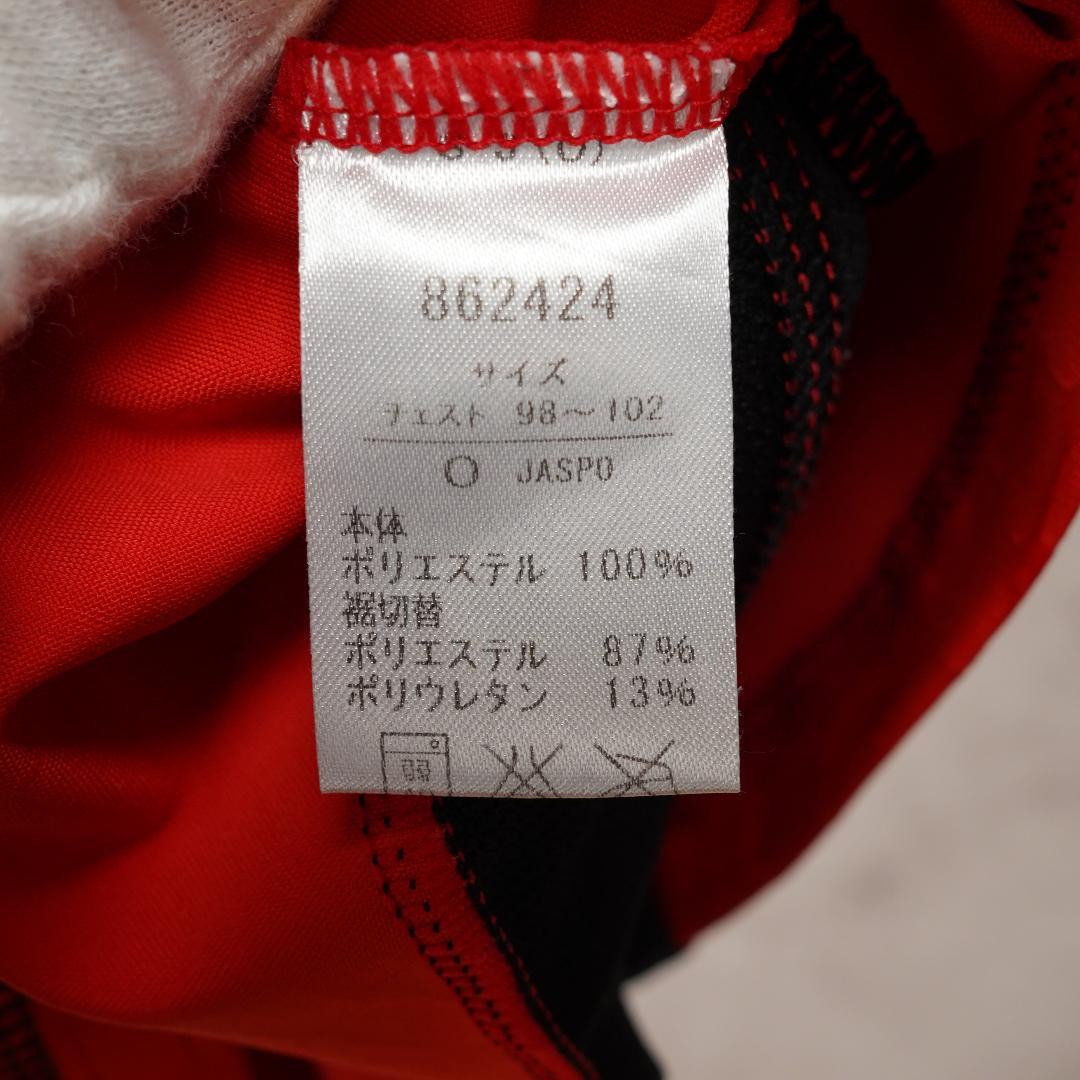 862424
サイズ
チェスト 98～102
O JASPO
本体
ポリエステル 100%
裾切替
ポリエステル 87%
ポリウレタン 13%
弱